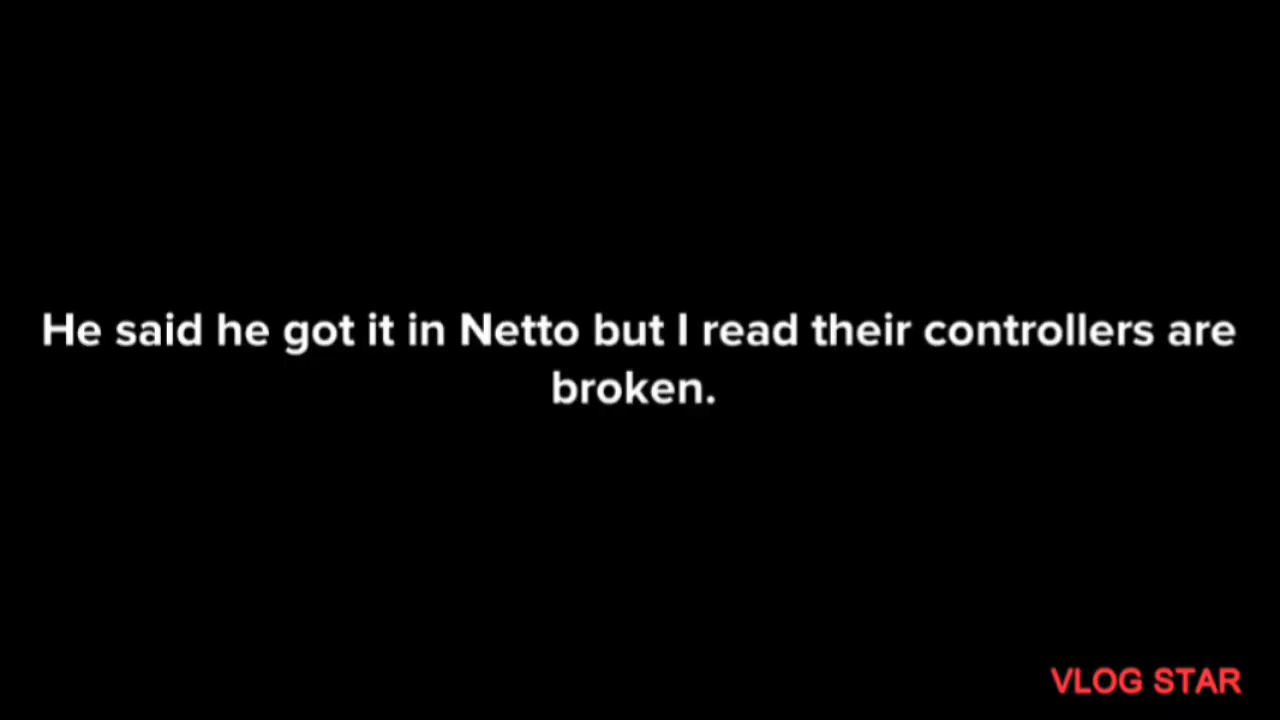 He said he got it in Netto but I read their controllers are
broken.
VLOG STAR